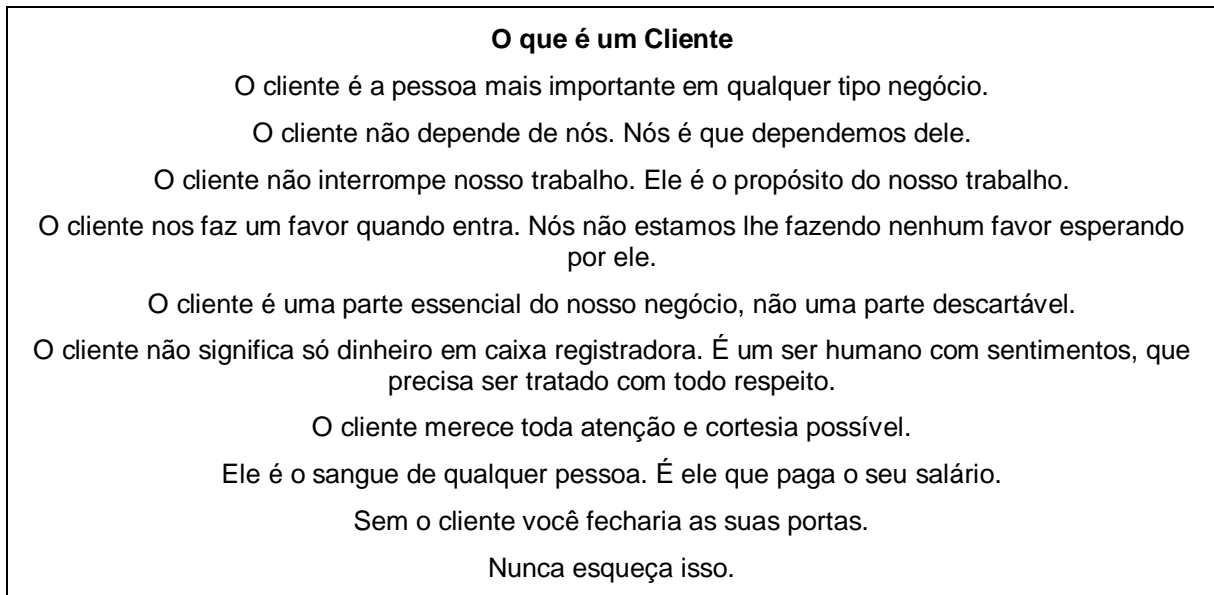 O que é um Cliente
O cliente é a pessoa mais importante em qualquer tipo negócio.
O cliente não depende de nós. Nós é que dependemos dele.
O cliente não interrompe nosso trabalho. Ele é o propósito do nosso trabalho.
O cliente nos faz um favor quando entra. Nós não estamos lhe fazendo nenhum favor esperando
por ele.
O cliente é uma parte essencial do nosso negócio, não uma parte descartável.
O cliente não significa só dinheiro em caixa registradora. É um ser humano com sentimentos, que
precisa ser tratado com todo respeito.
O cliente merece toda atenção e cortesia possível.
Ele é o sangue de qualquer pessoa. É ele que paga o seu salário.
Sem o cliente você fecharia as suas portas.
Nunca esqueça isso.